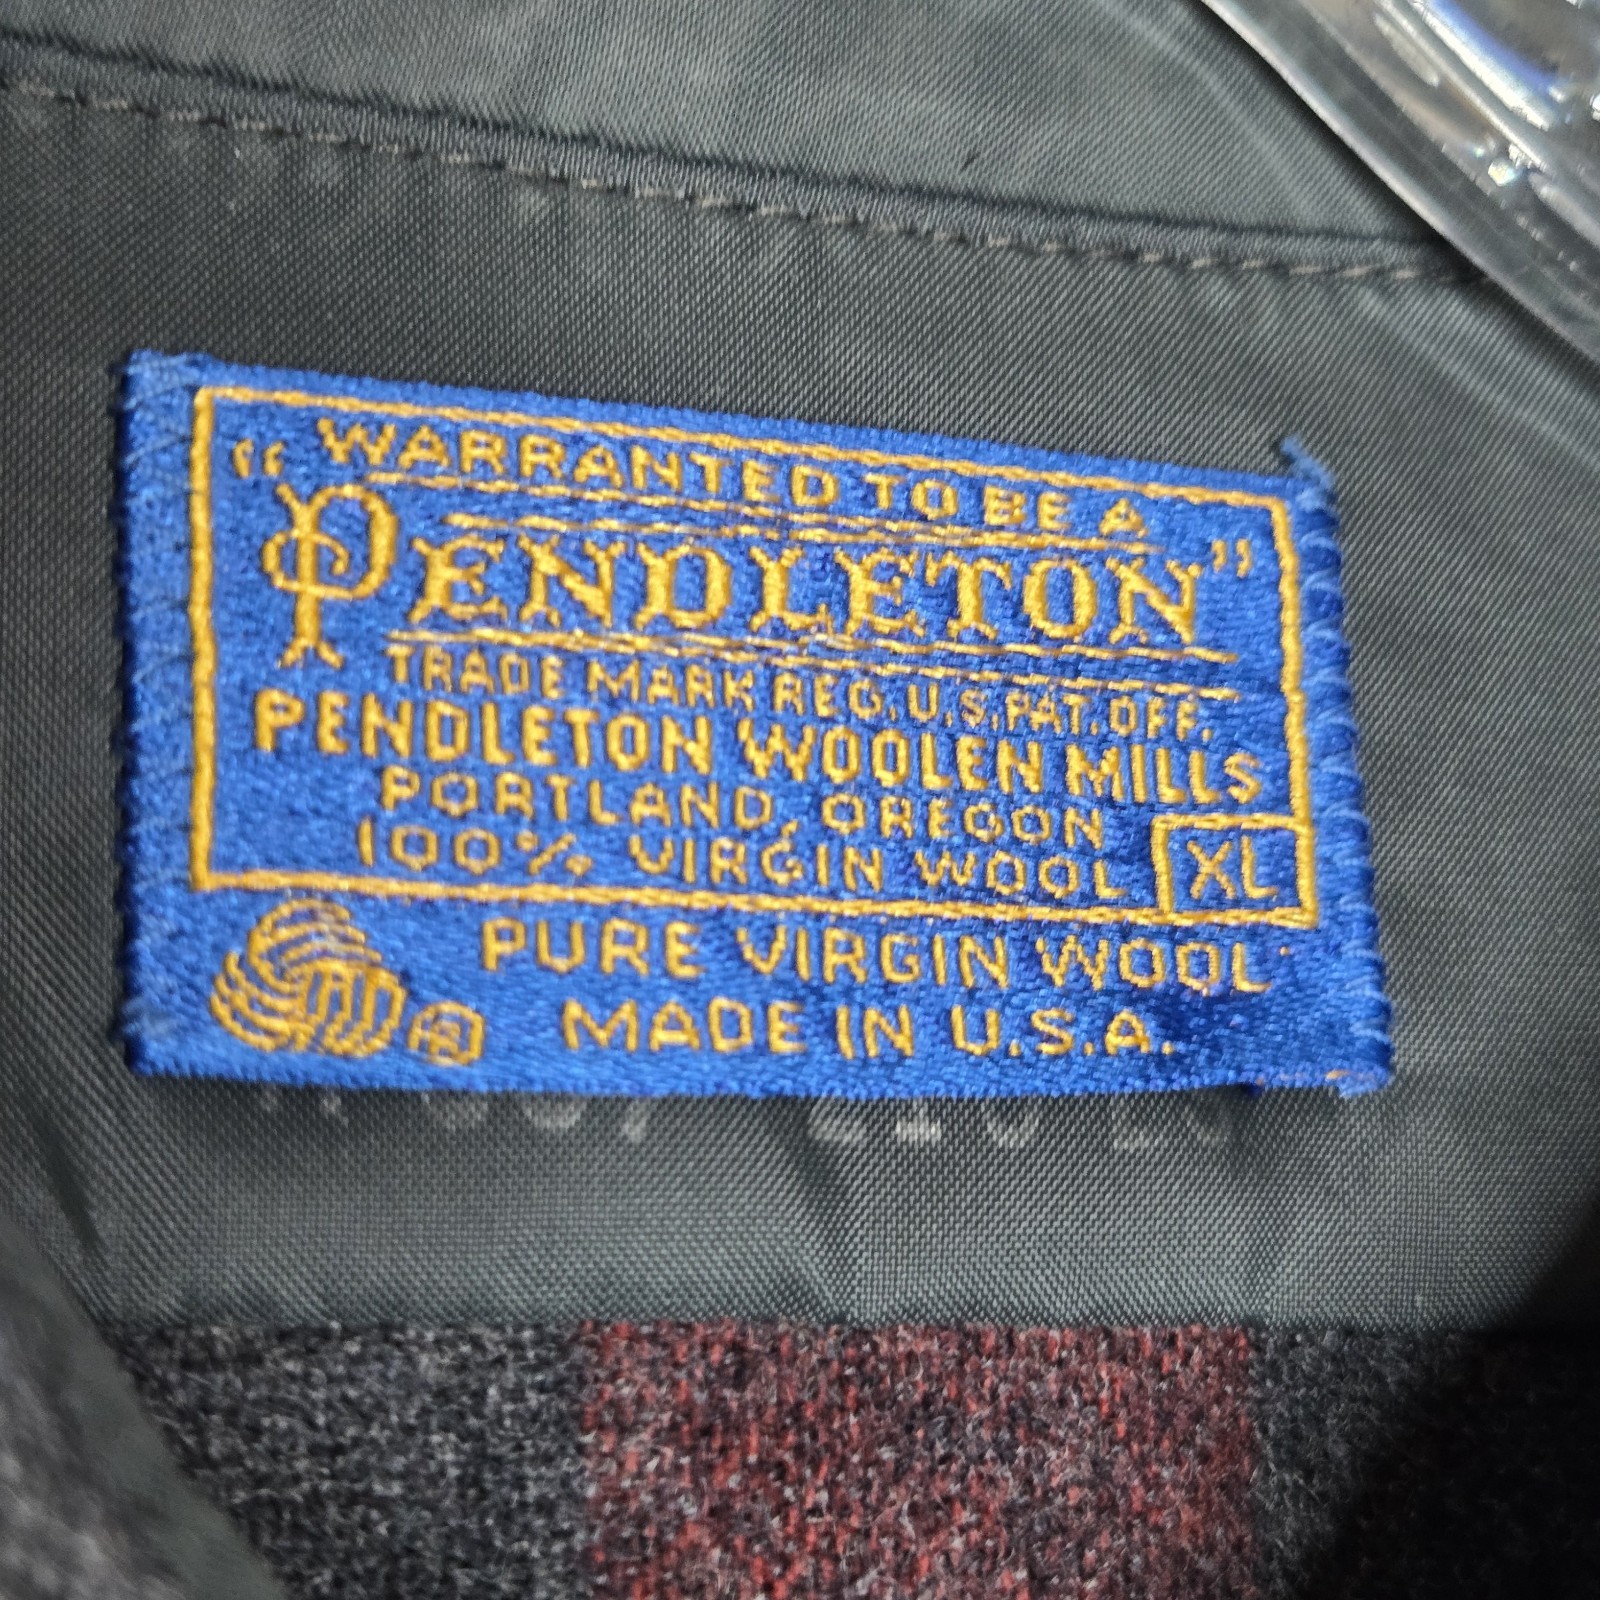 "WARRANTED TO BE A
PENDLETON"
TRADE MARK REG. U.S. PAT. OFF.
PENDLETON WOOLEN MILLS
PORTLAND, OREGON
100% VIRGIN WOOL XL
PURE VIRGIN WOOL
MADE IN U.S.A.